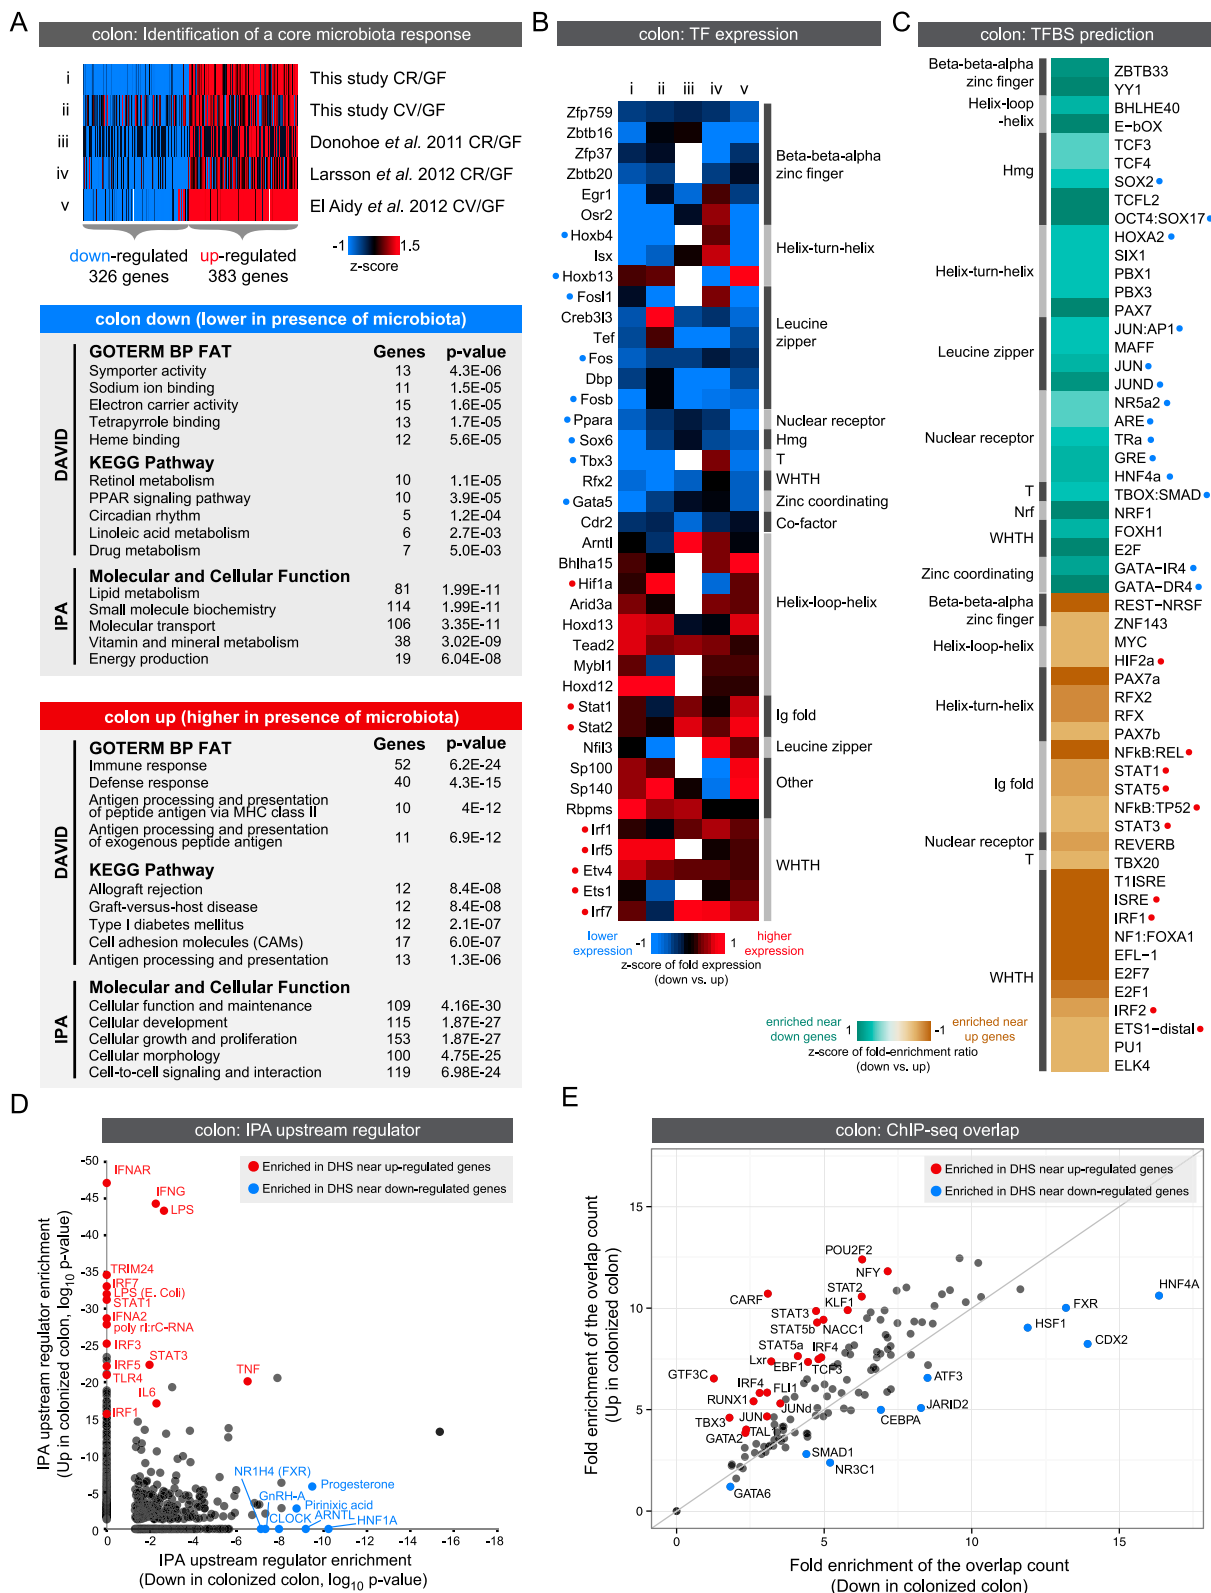 A
colon: Identification of a core microbiota response
i
This study CR/GF
ii
This study CV/GF
iii
Donohoe et al. 2011 CR/GF
iv
Larsson et al. 2012 CR/GF
v
El Aidy et al. 2012 CV/GF
down-regulated
326 genes
up-regulated
383 genes
-1
1.5
z-score
colon down (lower in presence of microbiota)
DAVID
GOTERM BP FAT Genes p-value
Symporter activity 13 4.3E-06
Sodium ion binding 11 1.5E-05
Electron carrier activity 15 1.6E-05
Tetrapyrrole binding 13 1.7E-05
Heme binding 12 5.6E-05
KEGG Pathway
Retinol metabolism 10 1.1E-05
PPAR signaling pathway 10 3.9E-05
Circadian rhythm 5 1.2E-04
Linoleic acid metabolism 6 2.7E-03
Drug metabolism 7 5.0E-03
IPA
Molecular and Cellular Function
Lipid metabolism 81 1.99E-11
Small molecule biochemistry 114 1.99E-11
Molecular transport 106 3.35E-11
Vitamin and mineral metabolism 38 3.02E-09
Energy production 19 6.04E-08
colon up (higher in presence of microbiota)
DAVID
GOTERM BP FAT Genes p-value
Immune response 52 6.2E-24
Defense response 40 4.3E-15
Antigen processing and presentation
of peptide antigen via MHC class II 10 4E-12
Antigen processing and presentation
of exogenous peptide antigen 11 6.9E-12
KEGG Pathway
Allograft rejection 12 8.4E-08
Graft-versus-host disease 12 8.4E-08
Type I diabetes mellitus 12 2.1E-07
Cell adhesion molecules (CAMs) 17 6.0E-07
Antigen processing and presentation 13 1.3E-06
IPA
Molecular and Cellular Function
Cellular function and maintenance 109 4.16E-30
Cellular development 115 1.87E-27
Cellular growth and proliferation 153 1.87E-27
Cellular morphology 100 4.75E-25
Cell-to-cell signaling and interaction 119 6.98E-24
B
colon: TF expression
i ii iii iv v
Zfp759
Zbtb16
Zfp37
Zbtb20
Egr1
Osr2
Hoxb4
Isx
Hoxb13
Fosl1
Creb3l3
Tef
Fos
Dbp
Fosb
Ppara
Sox6
Tbx3
Rfx2
Gata5
Cdr2
Arntl
Bhlha15
Hif1a
Arid3a
Hoxd13
Tead2
Mybl1
Hoxd12
Stat1
Stat2
Nfil3
Sp100
Sp140
Rbpms
Irf1
Irf5
Etv4
Ets1
Irf7
Beta-beta-alpha
zinc finger
Helix-turn-helix
Leucine
zipper
Nuclear receptor
Hmg
T
WHTH
Zinc coordinating
Co-factor
Helix-loop-helix
Ig fold
Leucine zipper
Other
WHTH
lower
expression
-1
1
higher
expression
z-score of fold expression
(down vs. up)
C
colon: TFBS prediction
Beta-beta-alpha
zinc finger
Helix-loop
-helix
Hmg
Helix-turn-helix
Leucine zipper
Nuclear receptor
T
Nrf
WHTH
Zinc coordinating
Beta-beta-alpha
zinc finger
Helix-loop-helix
Helix-turn-helix
Ig fold
Nuclear receptor
T
WHTH
ZBTB33
YY1
BHLHE40
E-bOX
TCF3
TCF4
SOX2
TCFL2
OCT4:SOX17
HOXA2
SIX1
PBX1
PBX3
PAX7
JUN:AP1
MAFF
JUN
JUND
NR5a2
ARE
TRa
GRE
HNF4a
TBOX:SMAD
NRF1
FOXH1
E2F
GATA-IR4
GATA-DR4
REST-NRSF
ZNF143
MYC
HIF2a
PAX7a
RFX2
RFX
PAX7b
NFkB:REL
STAT1
STAT5
NFkB:TP52
STAT3
REVERB
TBX20
T1ISRE
ISRE
IRF1
NF1:FOXA1
EFL-1
E2F7
E2F1
IRF2
ETS1-distal
PU1
ELK4
enriched near
down genes
1
-1
enriched near
up genes
z-score of fold-enrichment ratio
(down vs. up)
D
colon: IPA upstream regulator
Enriched in DHS near up-regulated genes
Enriched in DHS near down-regulated genes
IPA upstream regulator enrichment
(Up in colonized colon, log10 p-value)
-50
-45
-40
-35
-30
-25
-20
15
-10
-5
0
IFNAR
IFNG
LPS
TRIM24
IRF7
LPS (E. Coli)
STAT1
IFNA2
poly rI:rC-RNA
IRF3
STAT3
IRF5
TLR4
TNF
IL6
IRF1
NR1H4 (FXR)
Progesterone
GnRH-A
Pirinixic acid
CLOCK
ARNTL
HNF1A
0 -2 -4 -6 -8 -10 -12 -14 -16 -18
IPA upstream regulator enrichment
(Down in colonized colon, log10 p-value)
E
colon: ChIP-seq overlap
Enriched in DHS near up-regulated genes
Enriched in DHS near down-regulated genes
Fold enrichment of the overlap count
(Up in colonized colon)
15
10
5
0
POU2F2
NFY
STAT2
CARF
KLF1
STAT3
STAT5b
NACC1
STAT5a
IRF4
Lxr
EBF1
TCF3
GTF3C
IRF4
FLI1
RUNX1
JUNd
TBX3
JUN
TAL1
GATA2
HNF4A
FXR
HSF1
CDX2
ATF3
JARID2
CEBPA
SMAD1
NR3C1
GATA6
0 5 10 15
Fold enrichment of the overlap count
(Down in colonized colon)